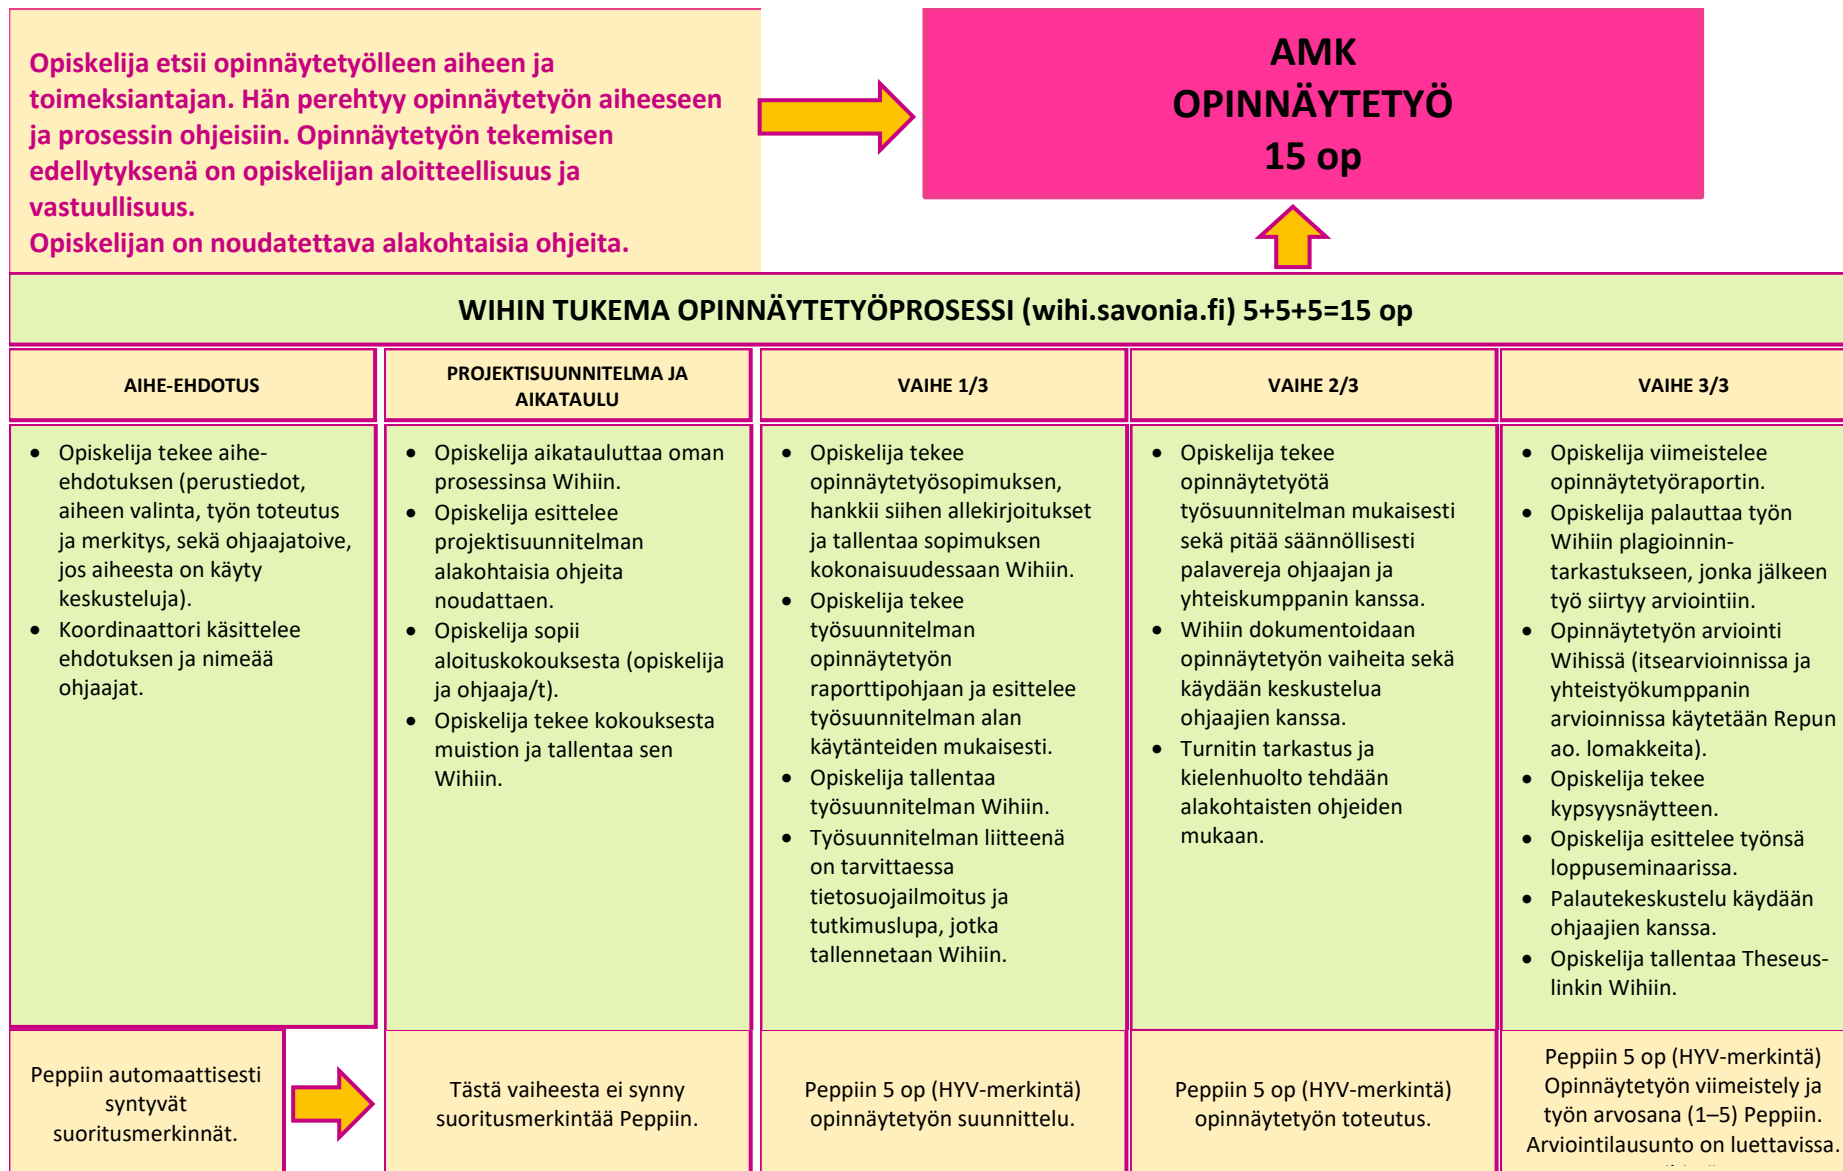 Opiskelija etsii opinnäytetyölleen aiheen ja
toimeksiantajan. Hän perehtyy opinnäytetyön aiheeseen
ja prosessin ohjeisiin. Opinnäytetyön tekemisen
edellytyksenä on opiskelijan aloitteellisuus ja
vastuullisuus.
Opiskelijan on noudatettava alakohtaisia ohjeita.
AMK
OPINNÄYTETYÖ
15 op
WIHIN TUKEMA OPINNÄYTETYÖPROSESSI (wihi.savonia.fi) 5+5+5=15 op
AIHE-EHDOTUS
• Opiskelija tekee aihe-
ehdotuksen (perustiedot,
aiheen valinta, työn toteutus
ja merkitys, sekä ohjaajatoive,
jos aiheesta on käyty
keskusteluja).
• Koordinaattori käsittelee
ehdotuksen ja nimeää
ohjaajat.
PROJEKTISUUNNITELMA JA
AIKATAULU
• Opiskelija aikatauluttaa oman
prosessinsa Wihiin.
• Opiskelija esittelee
projektisuunnitelman
alakohtaisia ohjeita
noudattaen.
• Opiskelija sopii
aloituskokouksesta (opiskelija
ja ohjaaja/t).
• Opiskelija tekee kokouksesta
muistion ja tallentaa sen
Wihiin.
VAIHE 1/3
• Opiskelija tekee
opinnäytetyösopimuksen,
hankkii siihen allekirjoitukset
ja tallentaa sopimuksen
kokonaisuudessaan Wihiin.
• Opiskelija tekee
työsuunnitelman
opinnäytetyön
raporttipohjaan ja esittelee
työsuunnitelman alan
käytänteiden mukaisesti.
• Opiskelija tallentaa
työsuunnitelman Wihiin.
• Työsuunnitelman liitteenä
on tarvittaessa
tietosuojailmoitus ja
tutkimuslupa, jotka
tallennetaan Wihiin.
VAIHE 2/3
• Opiskelija tekee
opinnäytetyötä
työsuunnitelman mukaisesti
sekä pitää säännöllisesti
palavereja ohjaajan ja
yhteiskumppanin kanssa.
• Wihiin dokumentoidaan
opinnäytetyön vaiheita sekä
käydään keskustelua
ohjaajien kanssa.
• Turnitin tarkastus ja
kielenhuolto tehdään
alakohtaisten ohjeiden
mukaan.
VAIHE 3/3
• Opiskelija viimeistelee
opinnäytetyöraportin.
• Opiskelija palauttaa työn
Wihiin plagioinnin-
tarkastukseen, jonka jälkeen
työ siirtyy arviointiin.
• Opinnäytetyön arviointi
Wihissä (itsearvioinnissa ja
yhteistyökumppanin
arvioinnissa käytetään Repun
ao. lomakkeita).
• Opiskelija tekee
kypsyysnäytteen.
• Opiskelija esittelee työnsä
loppuseminaarissa.
• Palautekeskustelu käydään
ohjaajien kanssa.
• Opiskelija tallentaa Theseus-
linkin Wihiin.
Peppiin automaattisesti
syntyvät
suoritusmerkinnät.
Tästä vaiheesta ei synny
suoritusmerkintää Peppiin.
Peppiin 5 op (HYV-merkintä)
opinnäytetyön suunnittelu.
Peppiin 5 op (HYV-merkintä)
opinnäytetyön toteutus.
Peppiin 5 op (HYV-merkintä)
Opinnäytetyön viimeistely ja
työn arvosana (1–5) Peppiin.
Arviointilausunto on luettavissa.